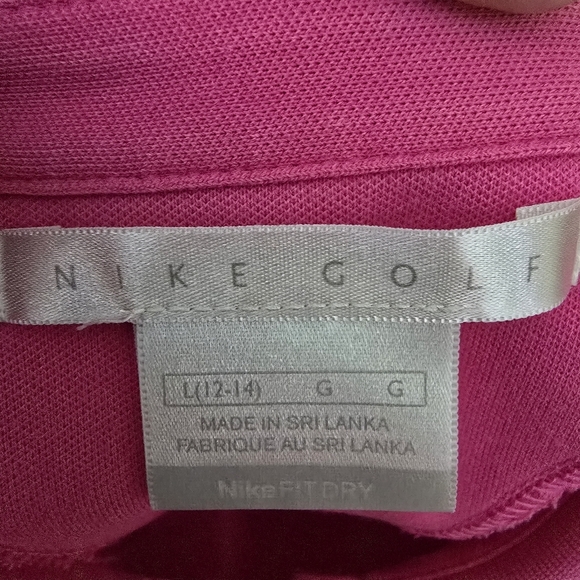 NIKE GOLF
L(12-14) G G
MADE IN SRI LANKA
FABRIQUE AU SRI LANKA
NikeFIT DRY